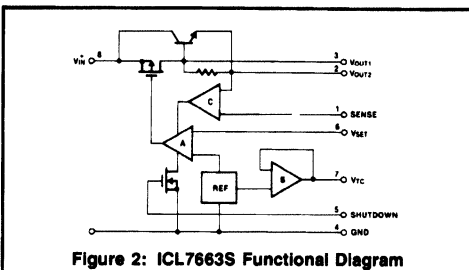 V+IN 8
3 VOUT1
2 VOUT2
C
1 SENSE
6 VSET
A
REF
B
7 VTC
5 SHUTDOWN
4 GND
Figure 2: ICL7663S Functional Diagram